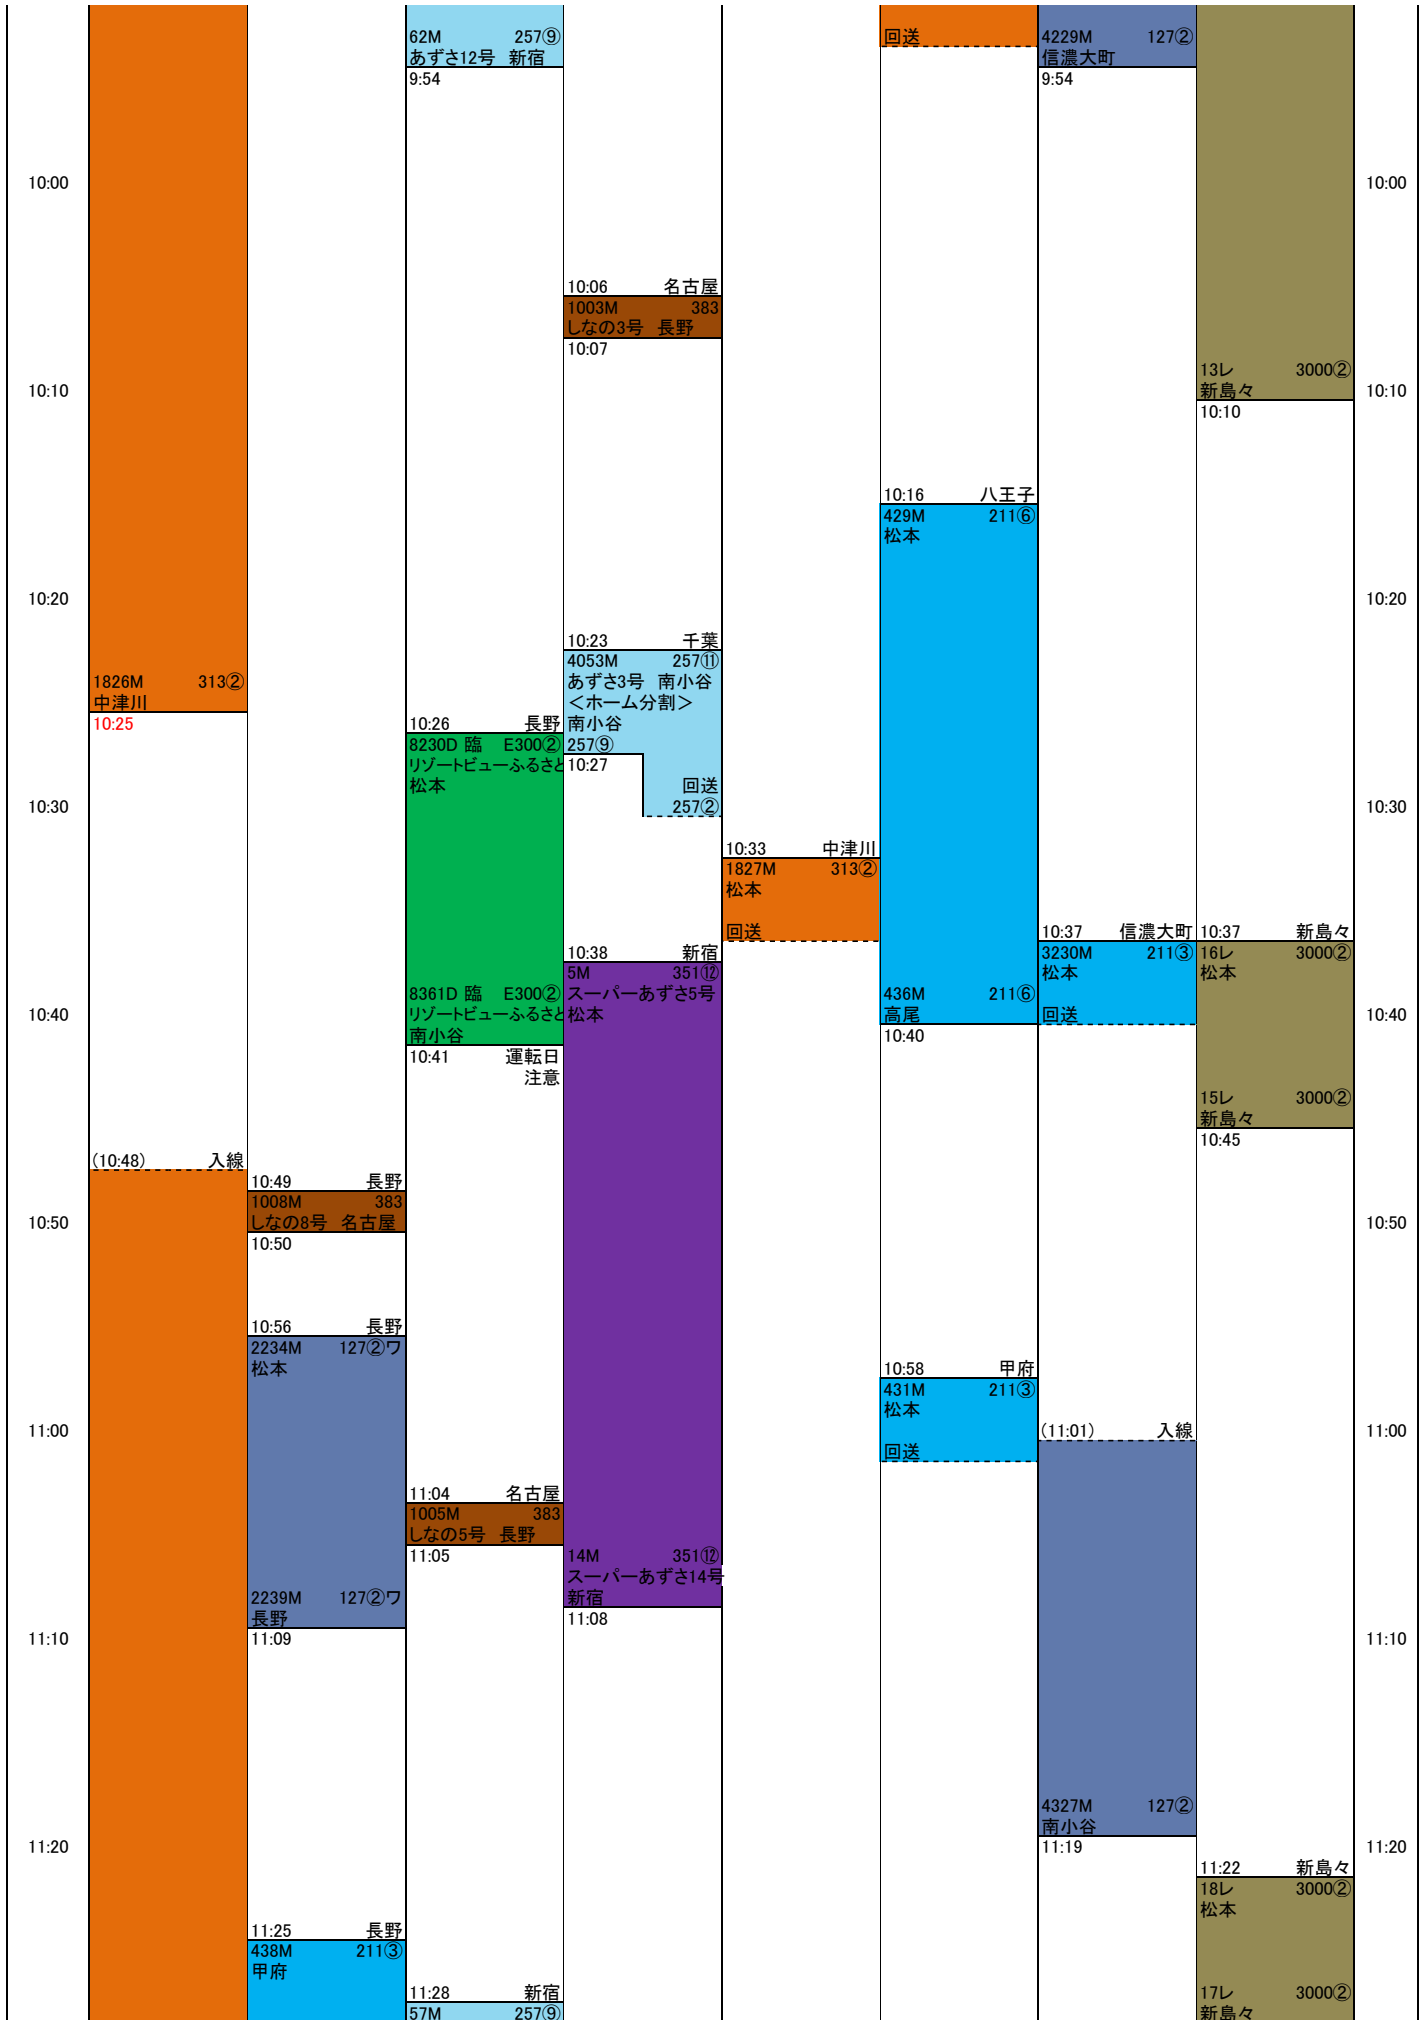 62M 257⑨
あずさ12号 新宿
9:54
回送
4229M 127②
信濃大町
9:54
10:00 10:00
10:06 名古屋
1003M 383
しなの3号 長野
10:07
13レ 3000②
新島々
10:10
10:10 10:10
10:16 八王子
429M 211⑥
松本
10:20 10:20
10:23 千葉
4053M 257⑪
あずさ3号 南小谷
＜ホーム分割＞
南小谷
257⑨
10:27
回送
257②
1826M 313②
中津川
10:25
10:26 長野
8230D 臨 E300②
リゾートビューふるさと
松本
10:30 10:30
10:33 中津川
1827M 313②
松本
回送
10:37 信濃大町
3230M 211③
松本
回送
10:37 新島々
16レ 3000②
松本
10:38 新宿
5M 351⑫
スーパーあずさ5号
松本
8361D 臨 E300②
リゾートビューふるさと
南小谷
10:41 運転日
注意
436M 211⑥
高尾
10:40
10:40 10:40
15レ 3000②
新島々
10:45
(10:48) 入線
10:49 長野
1008M 383
しなの8号 名古屋
10:50
10:50 10:50
10:56 長野
2234M 127②ワ
松本
10:58 甲府
431M 211③
松本
回送
11:00 11:00
(11:01) 入線
11:04 名古屋
1005M 383
しなの5号 長野
11:05
14M 351⑫
スーパーあずさ14号
新宿
11:08
2239M 127②ワ
長野
11:09
11:10 11:10
4327M 127②
南小谷
11:19
11:20 11:20
11:22 新島々
18レ 3000②
松本
11:25 長野
438M 211③
甲府
11:28 新宿
57M 257⑨
17レ 3000②
新島々